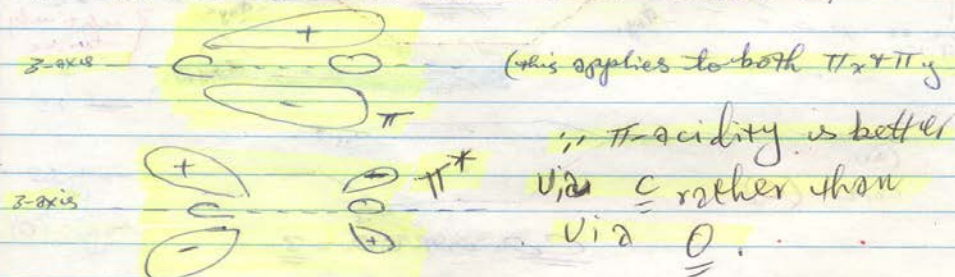 +
z-axis C O (this applies to both πx & πy
- π
∴ π-acidity is better
+ - π*
z-axis C O via C rather than
- + via O.